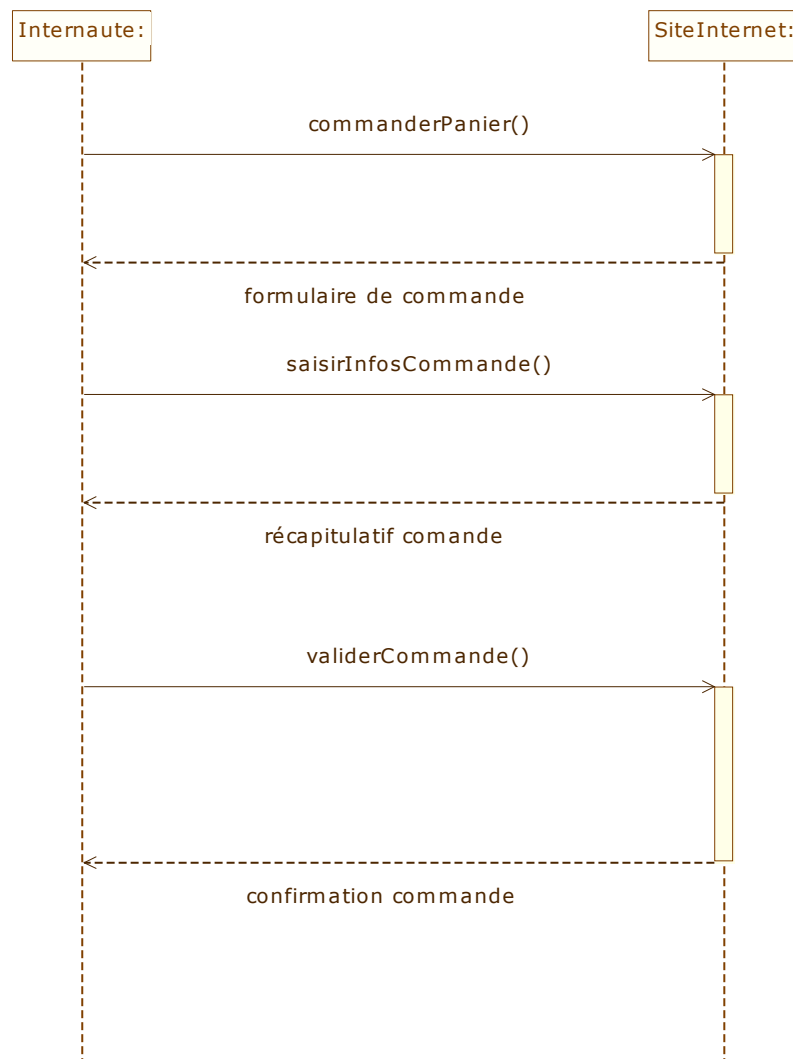 Internaute:
SiteInternet:
commanderPanier()
formulaire de commande
saisirInfosCommande()
récapitulatif comande
validerCommande()
confirmation commande